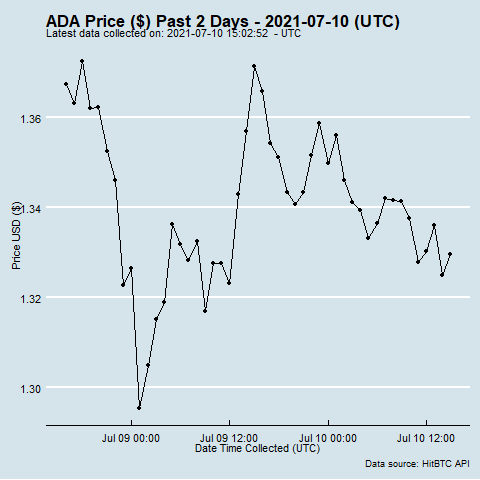 ADA Price ($) Past 2 Days - 2021-07-10 (UTC)
Latest data collected on: 2021-07-10 15:02:52 - UTC
1.36
1.34
Price USD ($)
1.32
1.30
Jul 09 00:00 Jul 09 12:00 Jul 10 00:00 Jul 10 12:00
Date Time Collected (UTC)
Data source: HitBTC API